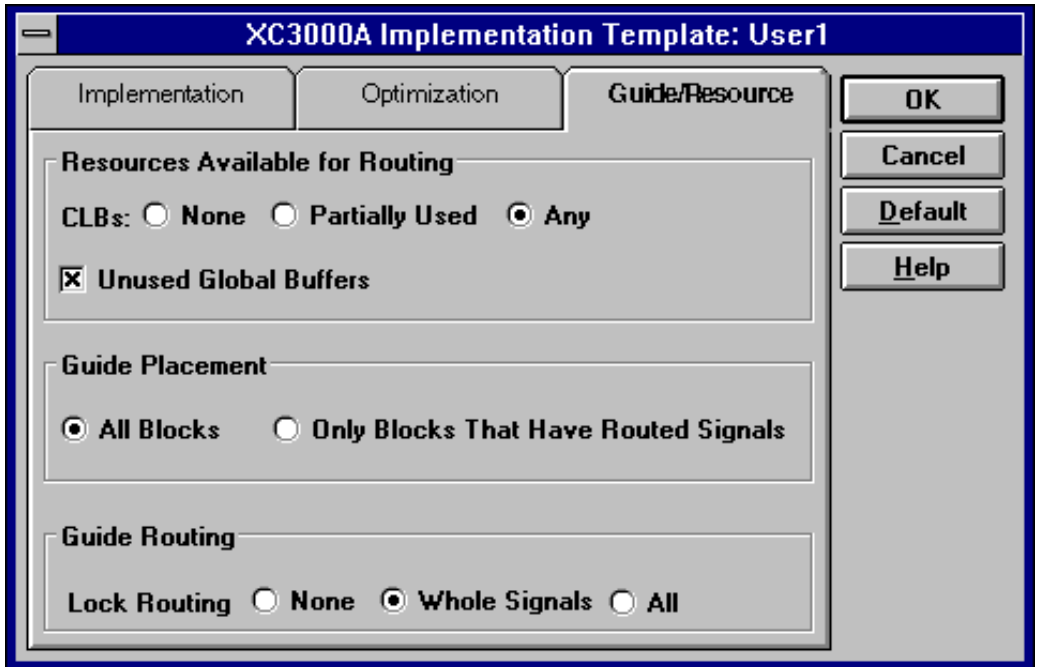 XC3000A Implementation Template: User1
Implementation Optimization Guide/Resource
OK
Cancel
Default
Help
Resources Available for Routing
CLBs: None Partially Used Any
Unused Global Buffers
Guide Placement
All Blocks Only Blocks That Have Routed Signals
Guide Routing
Lock Routing None Whole Signals All